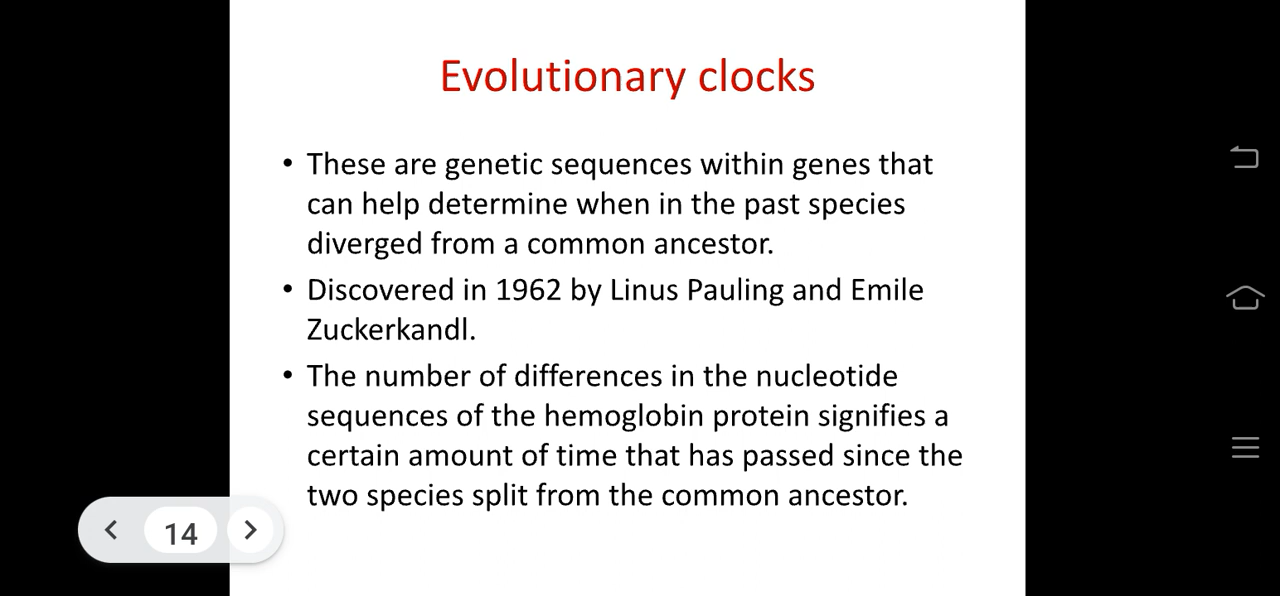 Evolutionary clocks
• These are genetic sequences within genes that
can help determine when in the past species
diverged from a common ancestor.
• Discovered in 1962 by Linus Pauling and Emile
Zuckerkandl.
• The number of differences in the nucleotide
sequences of the hemoglobin protein signifies a
certain amount of time that has passed since the
two species split from the common ancestor.
14